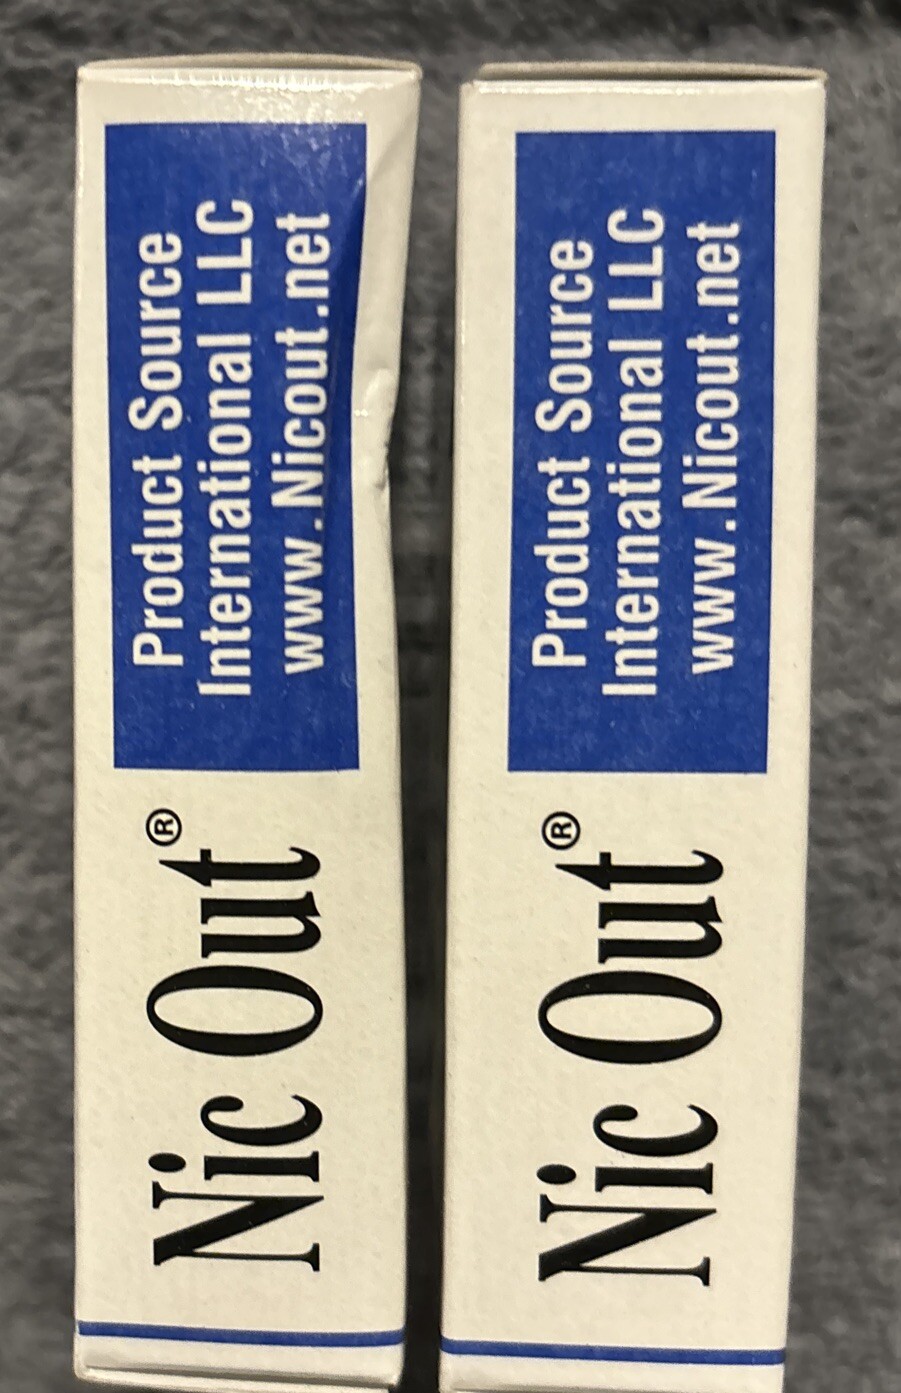 Nic Out®
Product Source
International LLC
www.Nicout.net
Nic Out®
Product Source
International LLC
www.Nicout.net